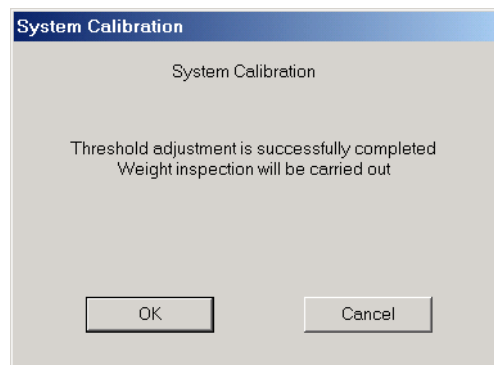 System Calibration
System Calibration
Threshold adjustment is successfully completed
Weight inspection will be carried out
OK
Cancel